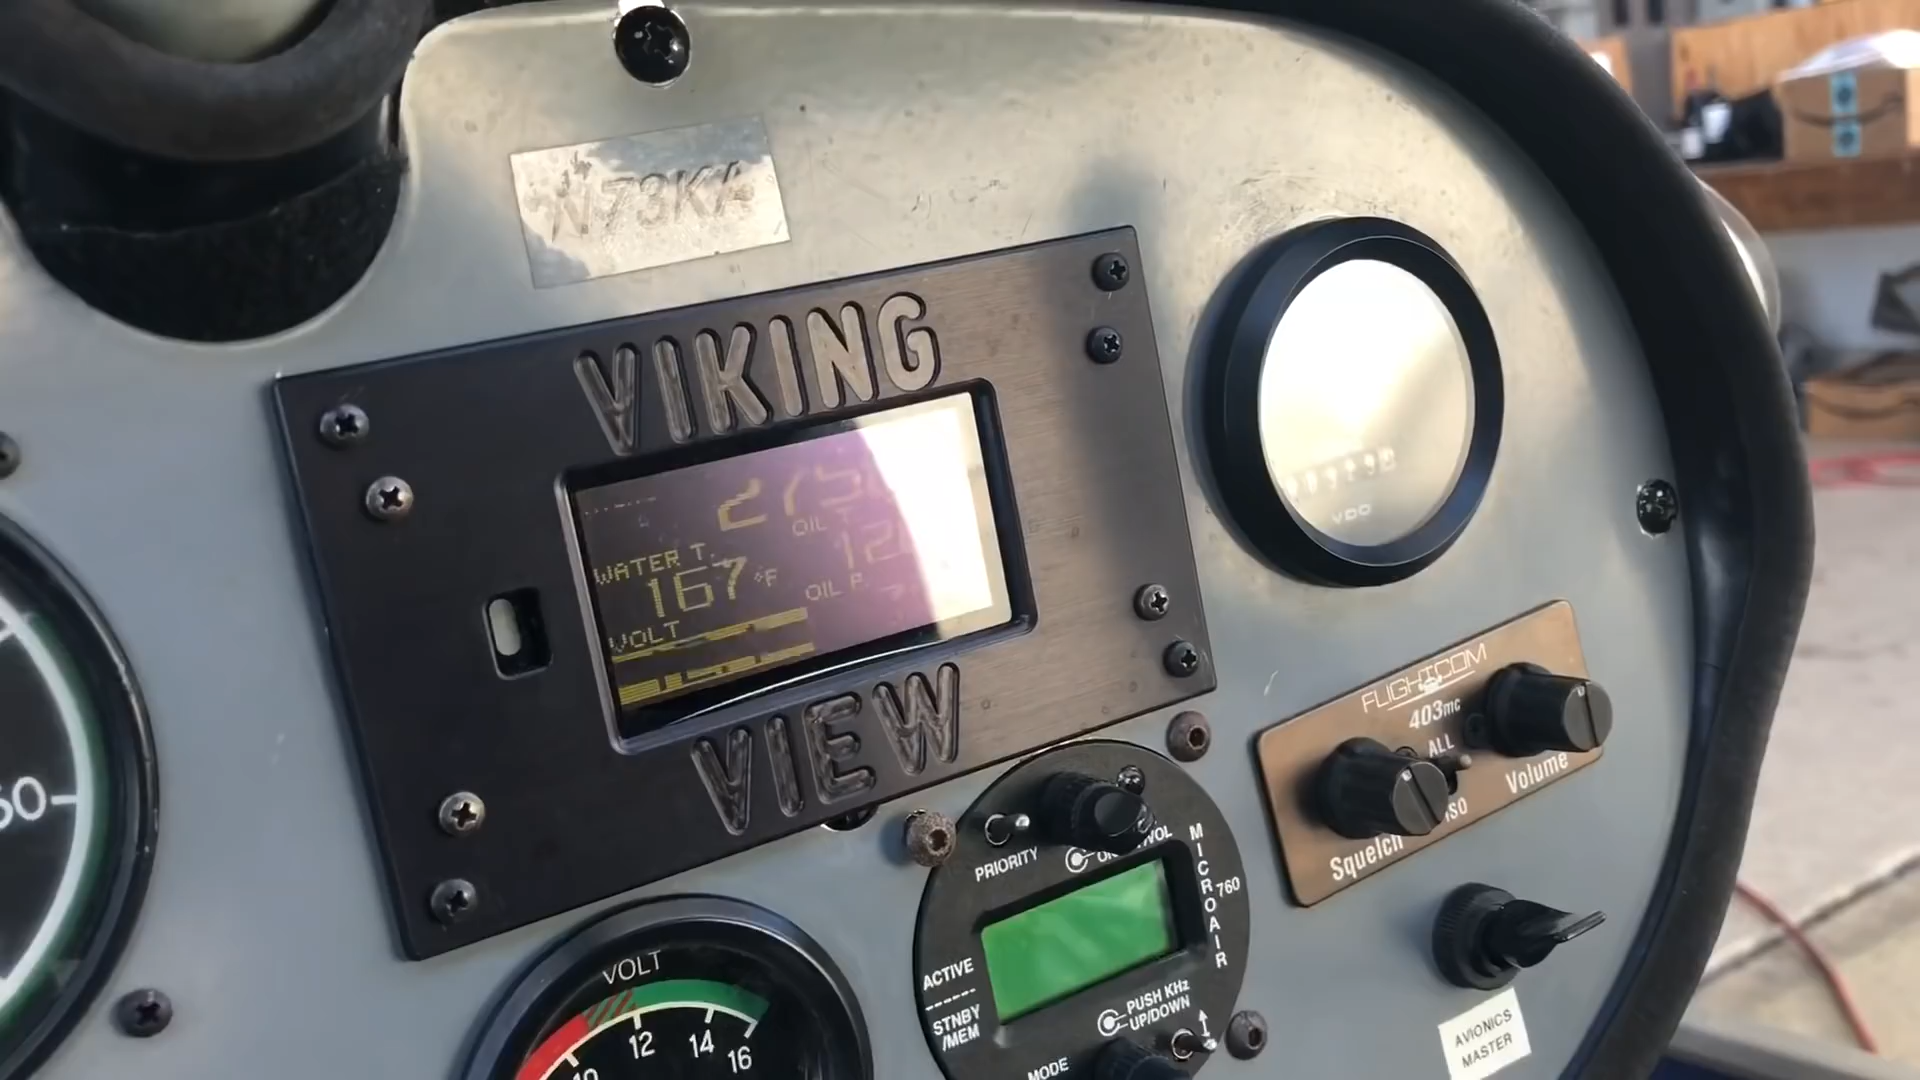 N73KA
VIKING
OIL T
WATER T.
167°F
OIL P.
VOLT
VIEW
VDO
FLIGHTCOM
403mc
ALL
ISO
Volume
Squelch
PRIORITY
MICROAIR
760
ACTIVE
STNBY
/MEM
PUSH KHz
UP/DOWN
MODE
AVIONICS
MASTER
VOLT
12
14
16